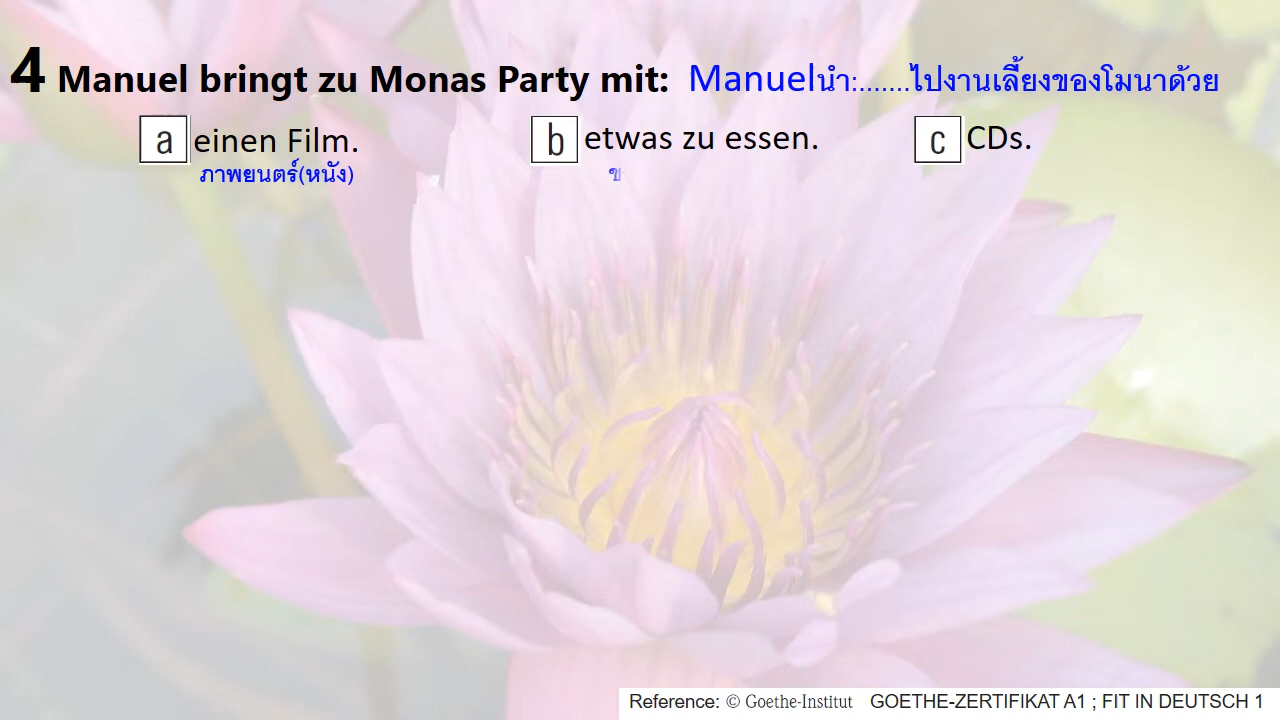 4 Manuel bringt zu Monas Party mit: Manuelนำ:.......ไปงานเลี้ยงของโมนาด้วย
a einen Film. b etwas zu essen. c CDs.
ภาพยนตร์(หนัง) ข
Reference: © Goethe-Institut GOETHE-ZERTIFIKAT A1 ; FIT IN DEUTSCH 1